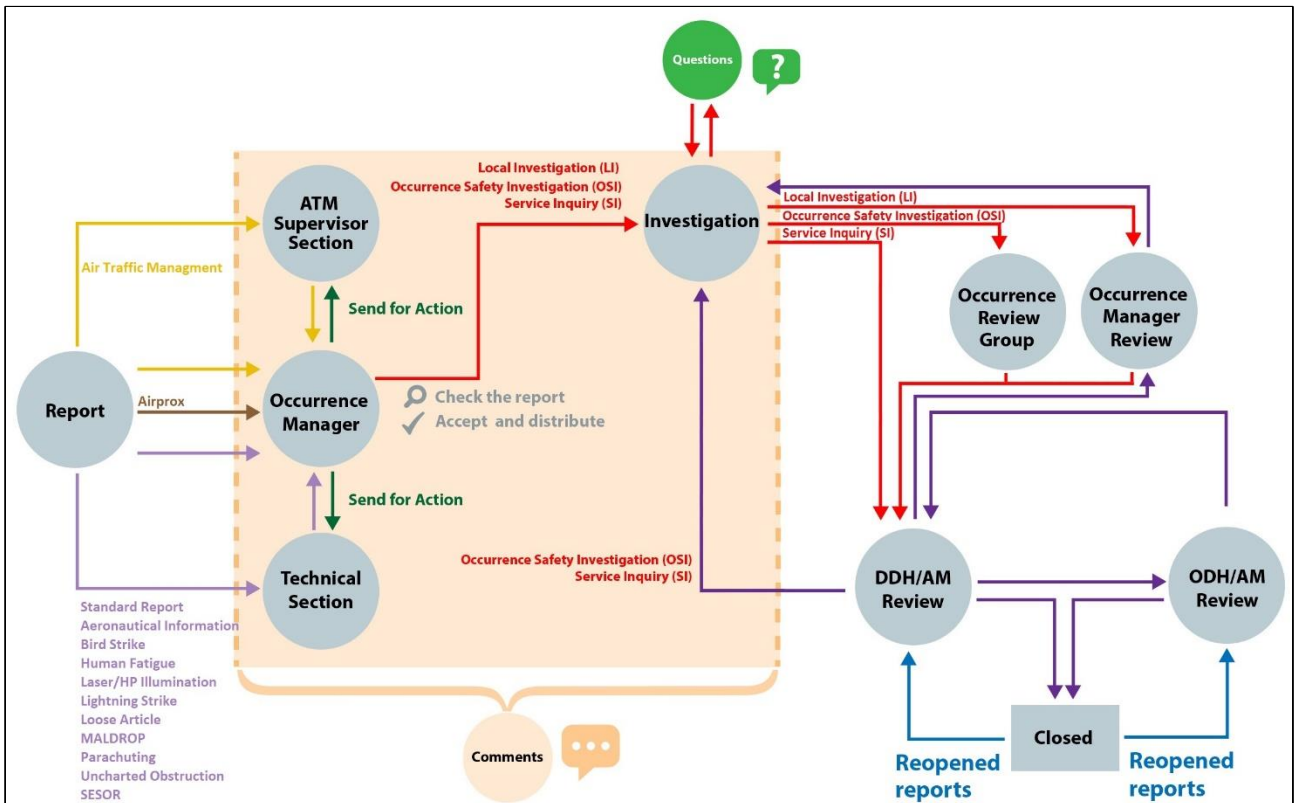 Questions
?
Local Investigation (LI)
Occurrence Safety Investigation (OSI)
Service Inquiry (SI)
ATM
Supervisor
Section
Investigation
Local Investigation (LI)
Occurrence Safety Investigation (OSI)
Service Inquiry (SI)
Air Traffic Managment
Send for Action
Occurrence
Review
Group
Occurrence
Manager
Review
Report
Airprox
Occurrence
Manager
Check the report
Accept and distribute
Send for Action
Technical
Section
Occurrence Safety Investigation (OSI)
Service Inquiry (SI)
DDH/AM
Review
ODH/AM
Review
Standard Report
Aeronautical Information
Bird Strike
Human Fatigue
Laser/HP Illumination
Lightning Strike
Loose Article
MALDROP
Parachuting
Uncharted Obstruction
SESOR
Comments
Closed
Reopened
reports
Reopened
reports